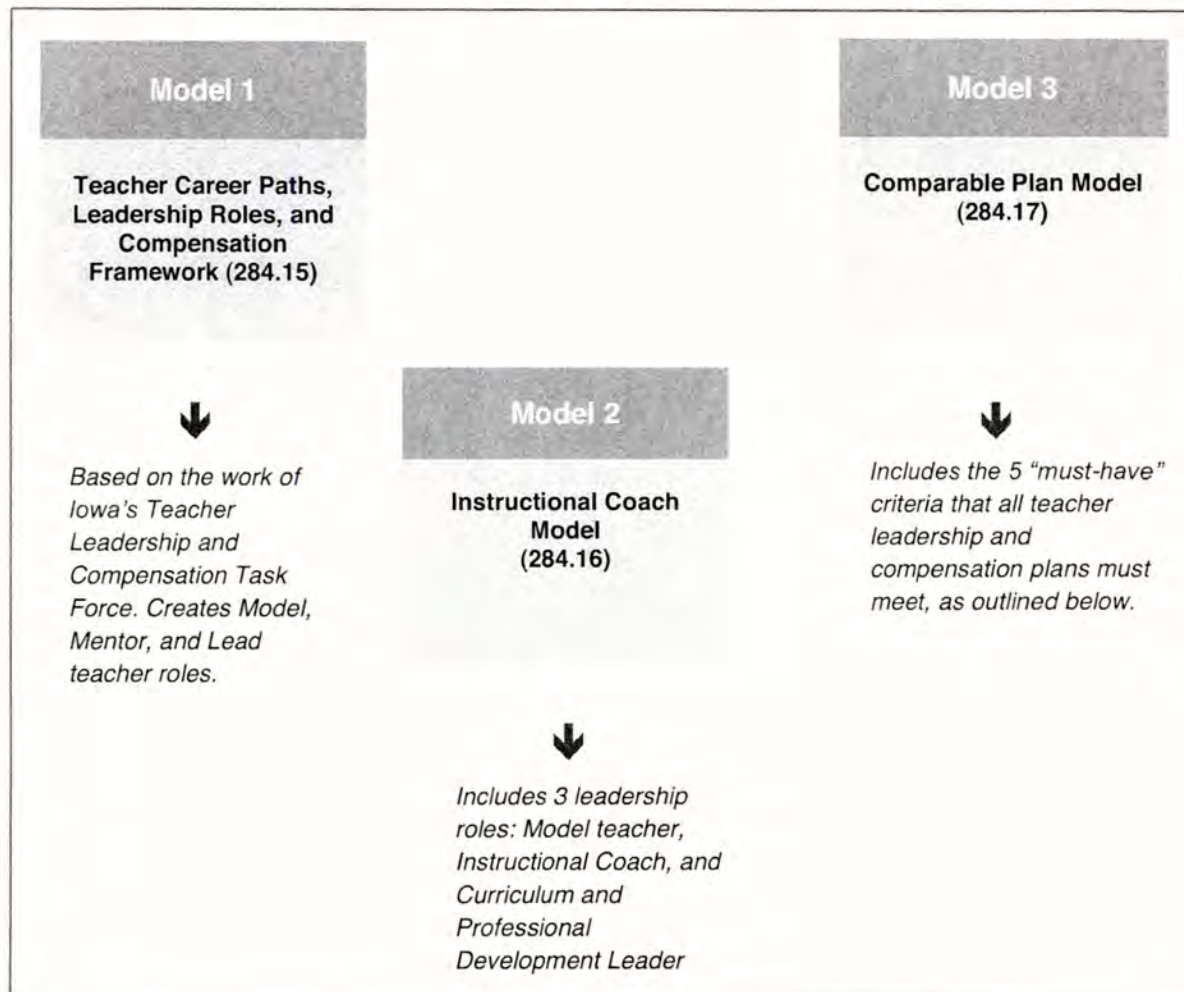 Model 1
Teacher Career Paths,
Leadership Roles, and
Compensation
Framework (284.15)
Based on the work of
Iowa's Teacher
Leadership and
Compensation Task
Force. Creates Model,
Mentor, and Lead
teacher roles.
Model 2
Instructional Coach
Model
(284.16)
Includes 3 leadership
roles: Model teacher,
Instructional Coach, and
Curriculum and
Professional
Development Leader
Model 3
Comparable Plan Model
(284.17)
Includes the 5 “must-have”
criteria that all teacher
leadership and
compensation plans must
meet, as outlined below.